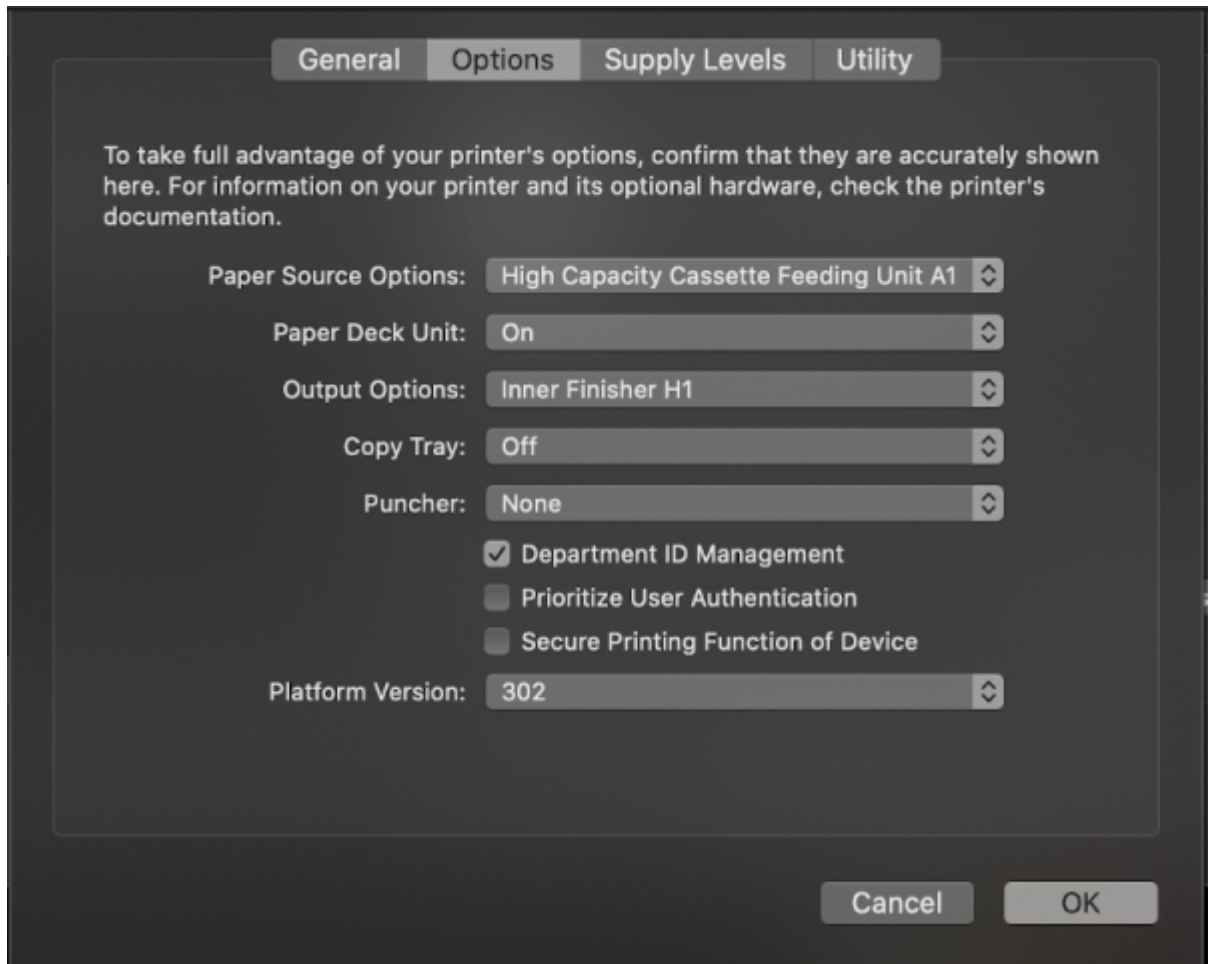 General Options Supply Levels Utility
To take full advantage of your printer's options, confirm that they are accurately shown
here. For information on your printer and its optional hardware, check the printer's
documentation.
Paper Source Options: High Capacity Cassette Feeding Unit A1
Paper Deck Unit: On
Output Options: Inner Finisher H1
Copy Tray: Off
Puncher: None
Department ID Management
Prioritize User Authentication
Secure Printing Function of Device
Platform Version: 302
Cancel OK